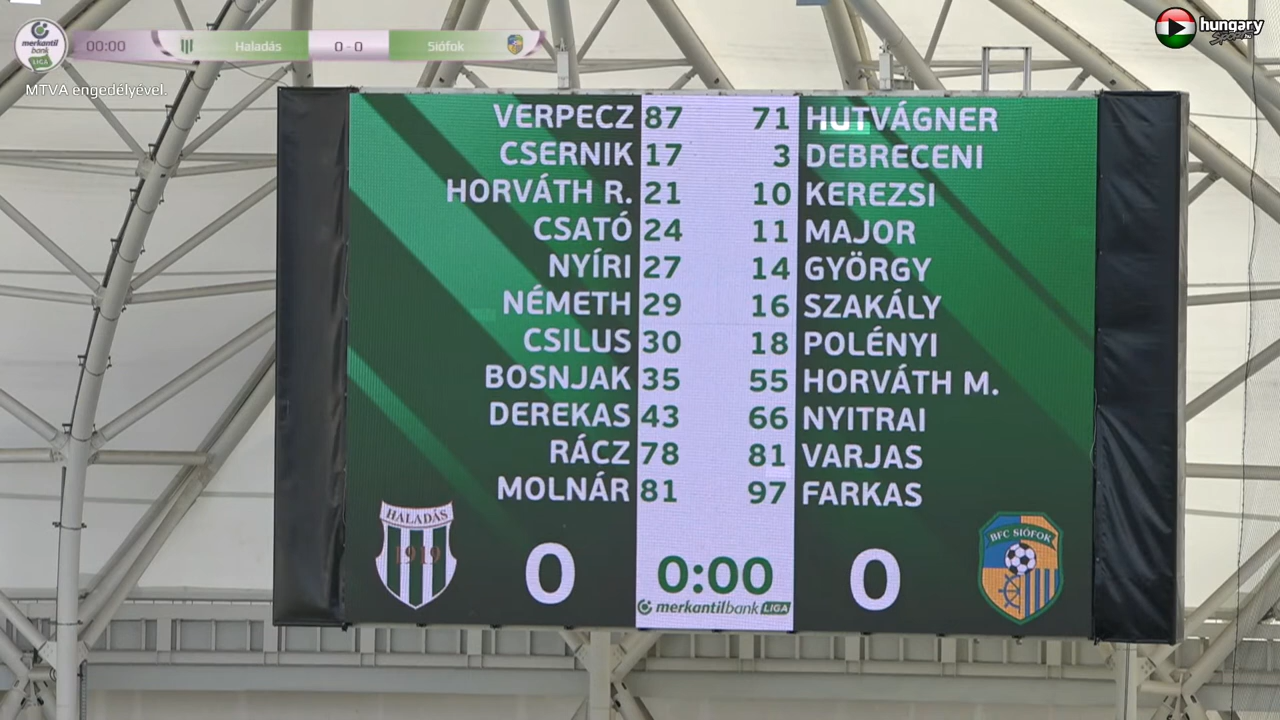 merkantil bank LIGA
00:00 Haladás 0-0 Siófok
hungary Sport.hu
MTVA engedélyével.
VERPECZ 87 71 HUTVÁGNER
CSERNIK 17 3 DEBRECENI
HORVÁTH R. 21 10 KEREZSI
CSATÓ 24 11 MAJOR
NYÍRI 27 14 GYÖRGY
NÉMETH 29 16 SZAKÁLY
CSILUS 30 18 POLÉNYI
BOSNJAK 35 55 HORVÁTH M.
DEREKAS 43 66 NYITRAI
RÁCZ 78 81 VARJAS
MOLNÁR 81 97 FARKAS
HALADÁS 1919
BFC SIÓFOK
0 0:00 0
merkantilbank LIGA